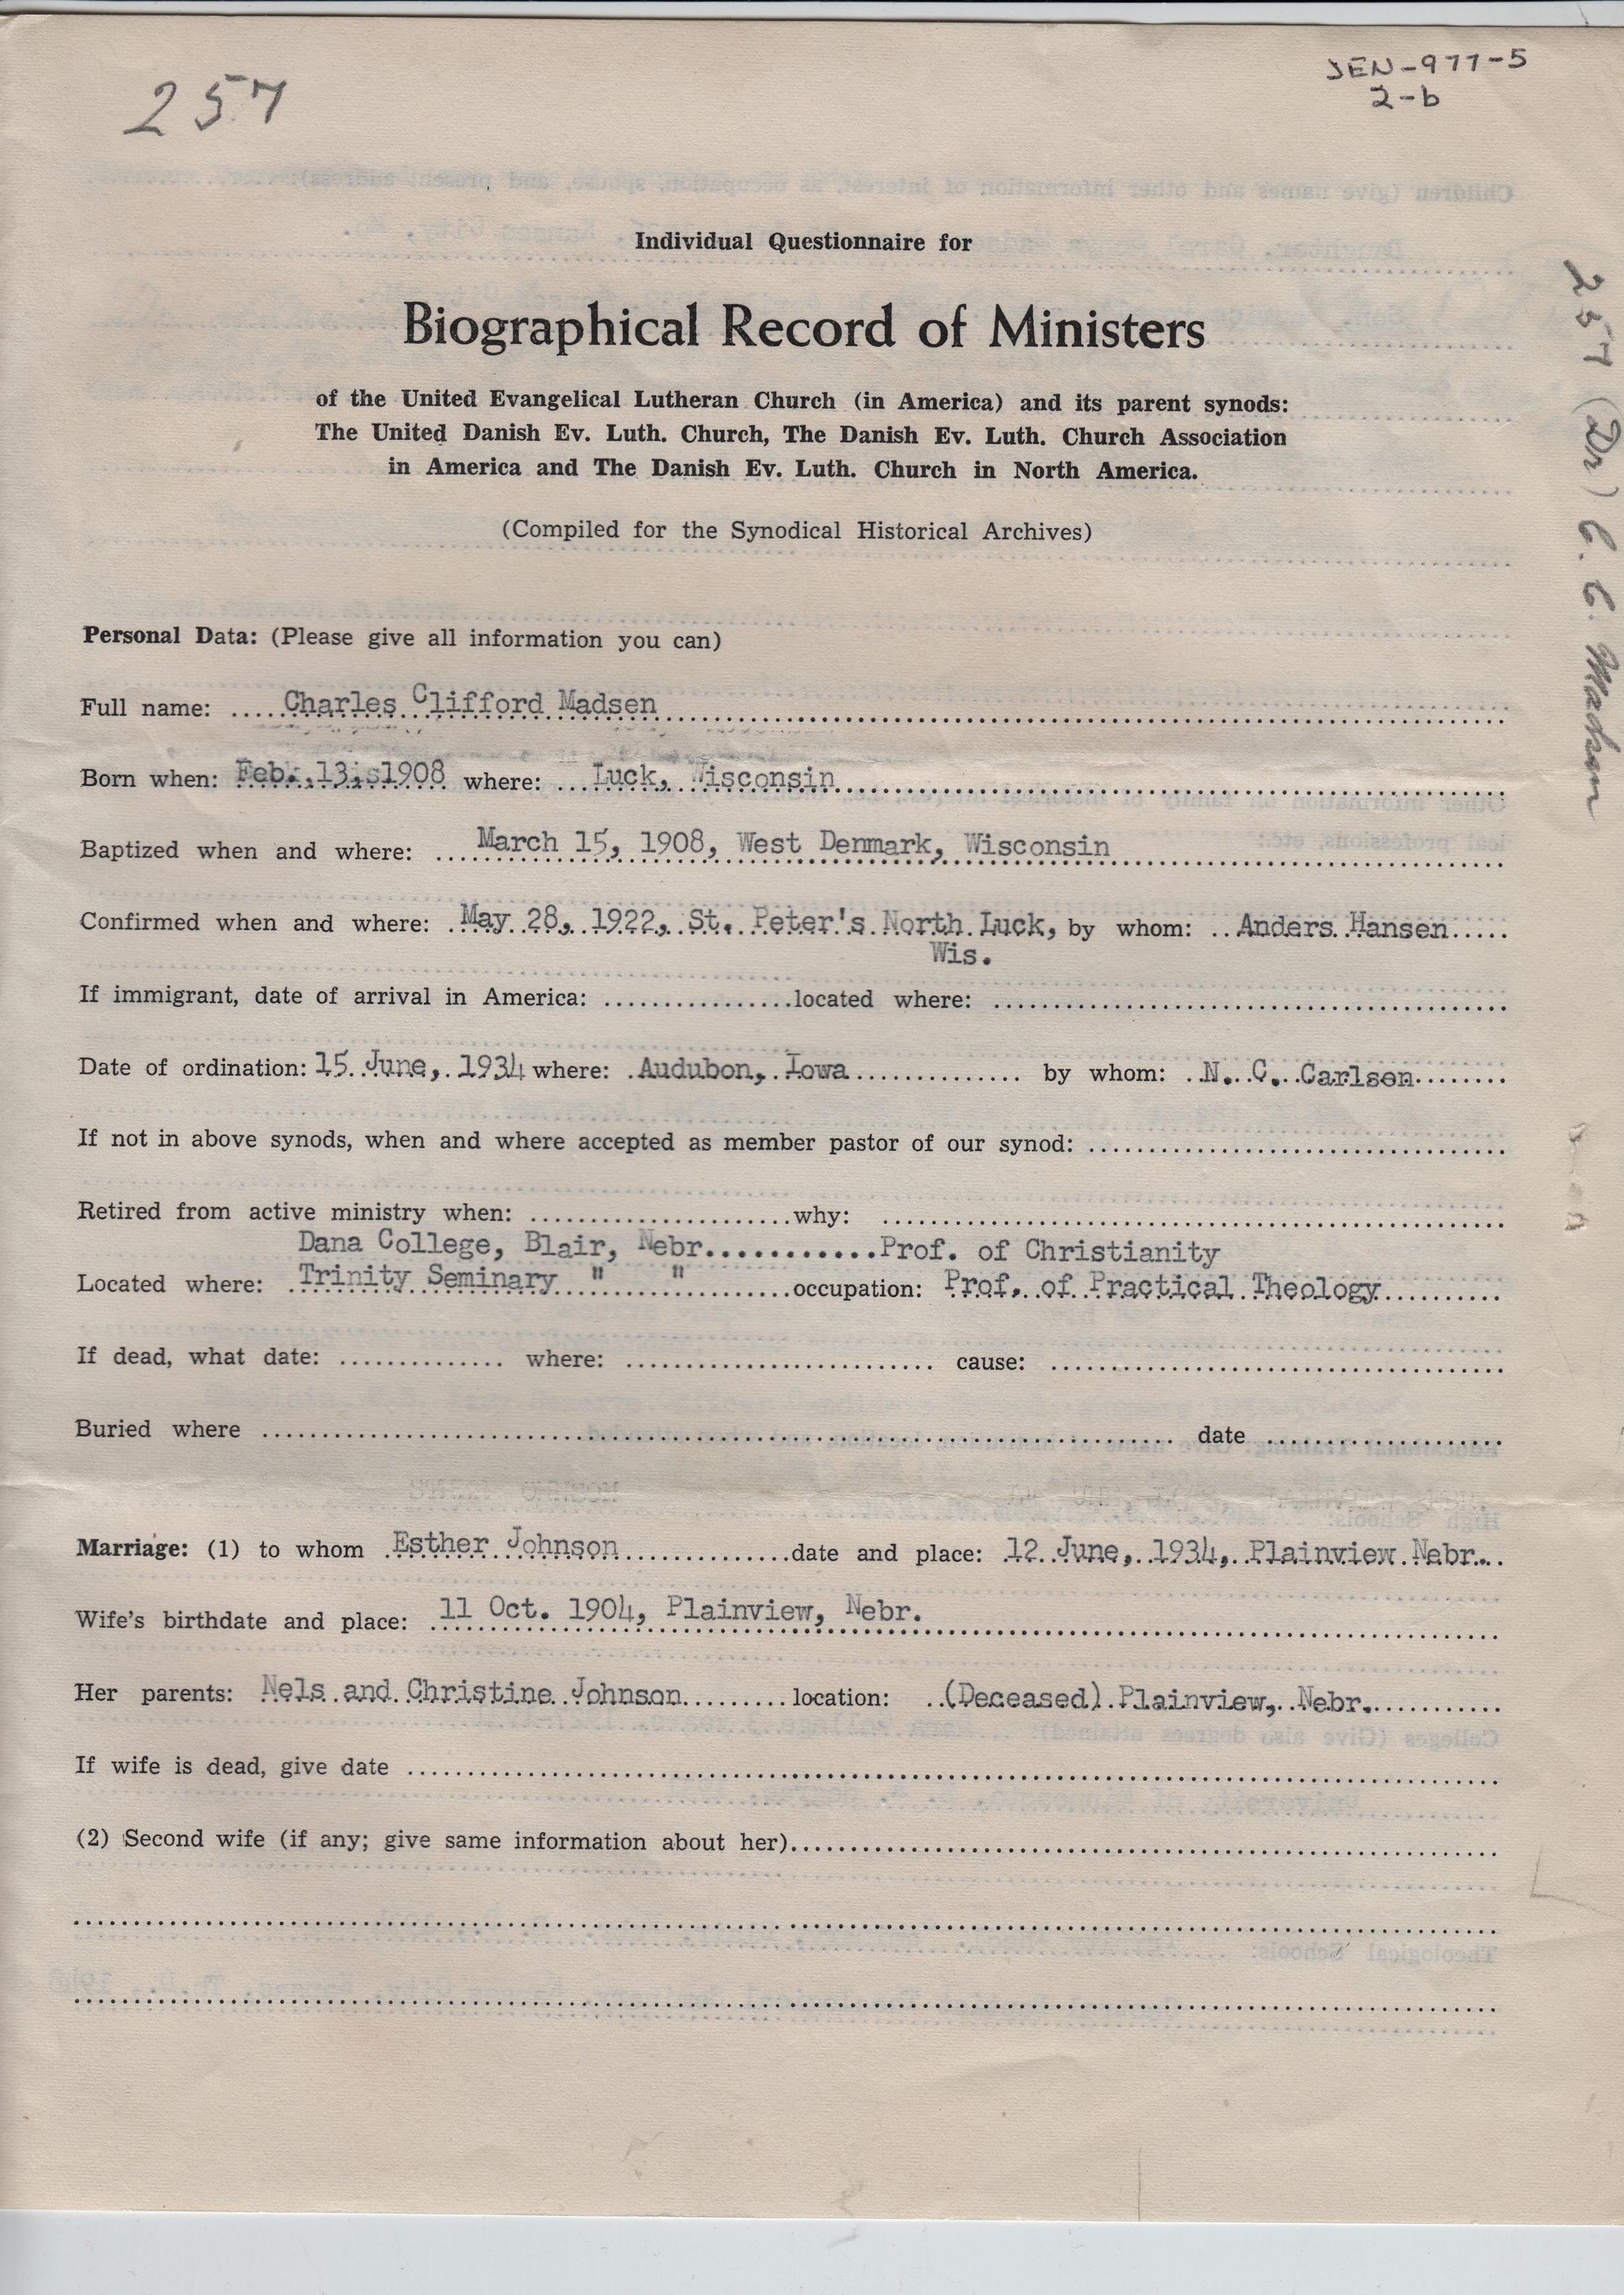 257
JEN-977-5
2-b
Individual Questionnaire for
Biographical Record of Ministers
of the United Evangelical Lutheran Church (in America) and its parent synods:
The United Danish Ev. Luth. Church, The Danish Ev. Luth. Church Association
in America and The Danish Ev. Luth. Church in North America.
(Compiled for the Synodical Historical Archives)
257 (Dr) C. C. Madsen
Personal Data: (Please give all information you can)
Full name: Charles Clifford Madsen
Born when: Feb. 13, 1908 where: Luck, Wisconsin
Baptized when and where: March 15, 1908, West Denmark, Wisconsin
Confirmed when and where: May 28, 1922, St. Peter's North Luck, by whom: Anders Hansen
Wis.
If immigrant, date of arrival in America: located where:
Date of ordination: 15 June, 1934 where: Audubon, Iowa by whom: N. C. Carlsen
If not in above synods, when and where accepted as member pastor of our synod:
Retired from active ministry when: why:
Dana College, Blair, Nebr...........Prof. of Christianity
Located where: Trinity Seminary " " occupation: Prof. of Practical Theology
If dead, what date: where: cause:
Buried where date
Marriage: (1) to whom Esther Johnson date and place: 12 June, 1934, Plainview Nebr.
Wife's birthdate and place: 11 Oct. 1904, Plainview, Nebr.
Her parents: Nels and Christine Johnson location: (Deceased) Plainview, Nebr.
If wife is dead, give date
(2) Second wife (if any; give same information about her)